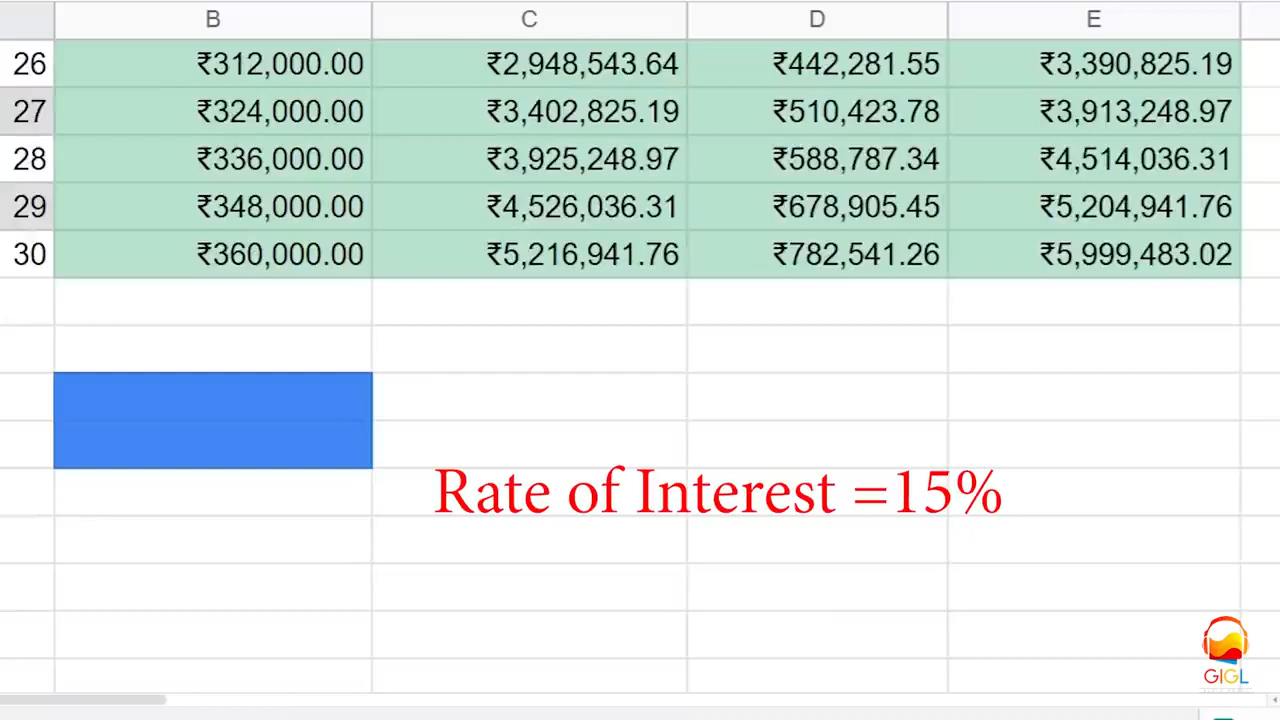 B C D E
26 ₹312,000.00 ₹2,948,543.64 ₹442,281.55 ₹3,390,825.19
27 ₹324,000.00 ₹3,402,825.19 ₹510,423.78 ₹3,913,248.97
28 ₹336,000.00 ₹3,925,248.97 ₹588,787.34 ₹4,514,036.31
29 ₹348,000.00 ₹4,526,036.31 ₹678,905.45 ₹5,204,941.76
30 ₹360,000.00 ₹5,216,941.76 ₹782,541.26 ₹5,999,483.02
Rate of Interest =15%
GIGL